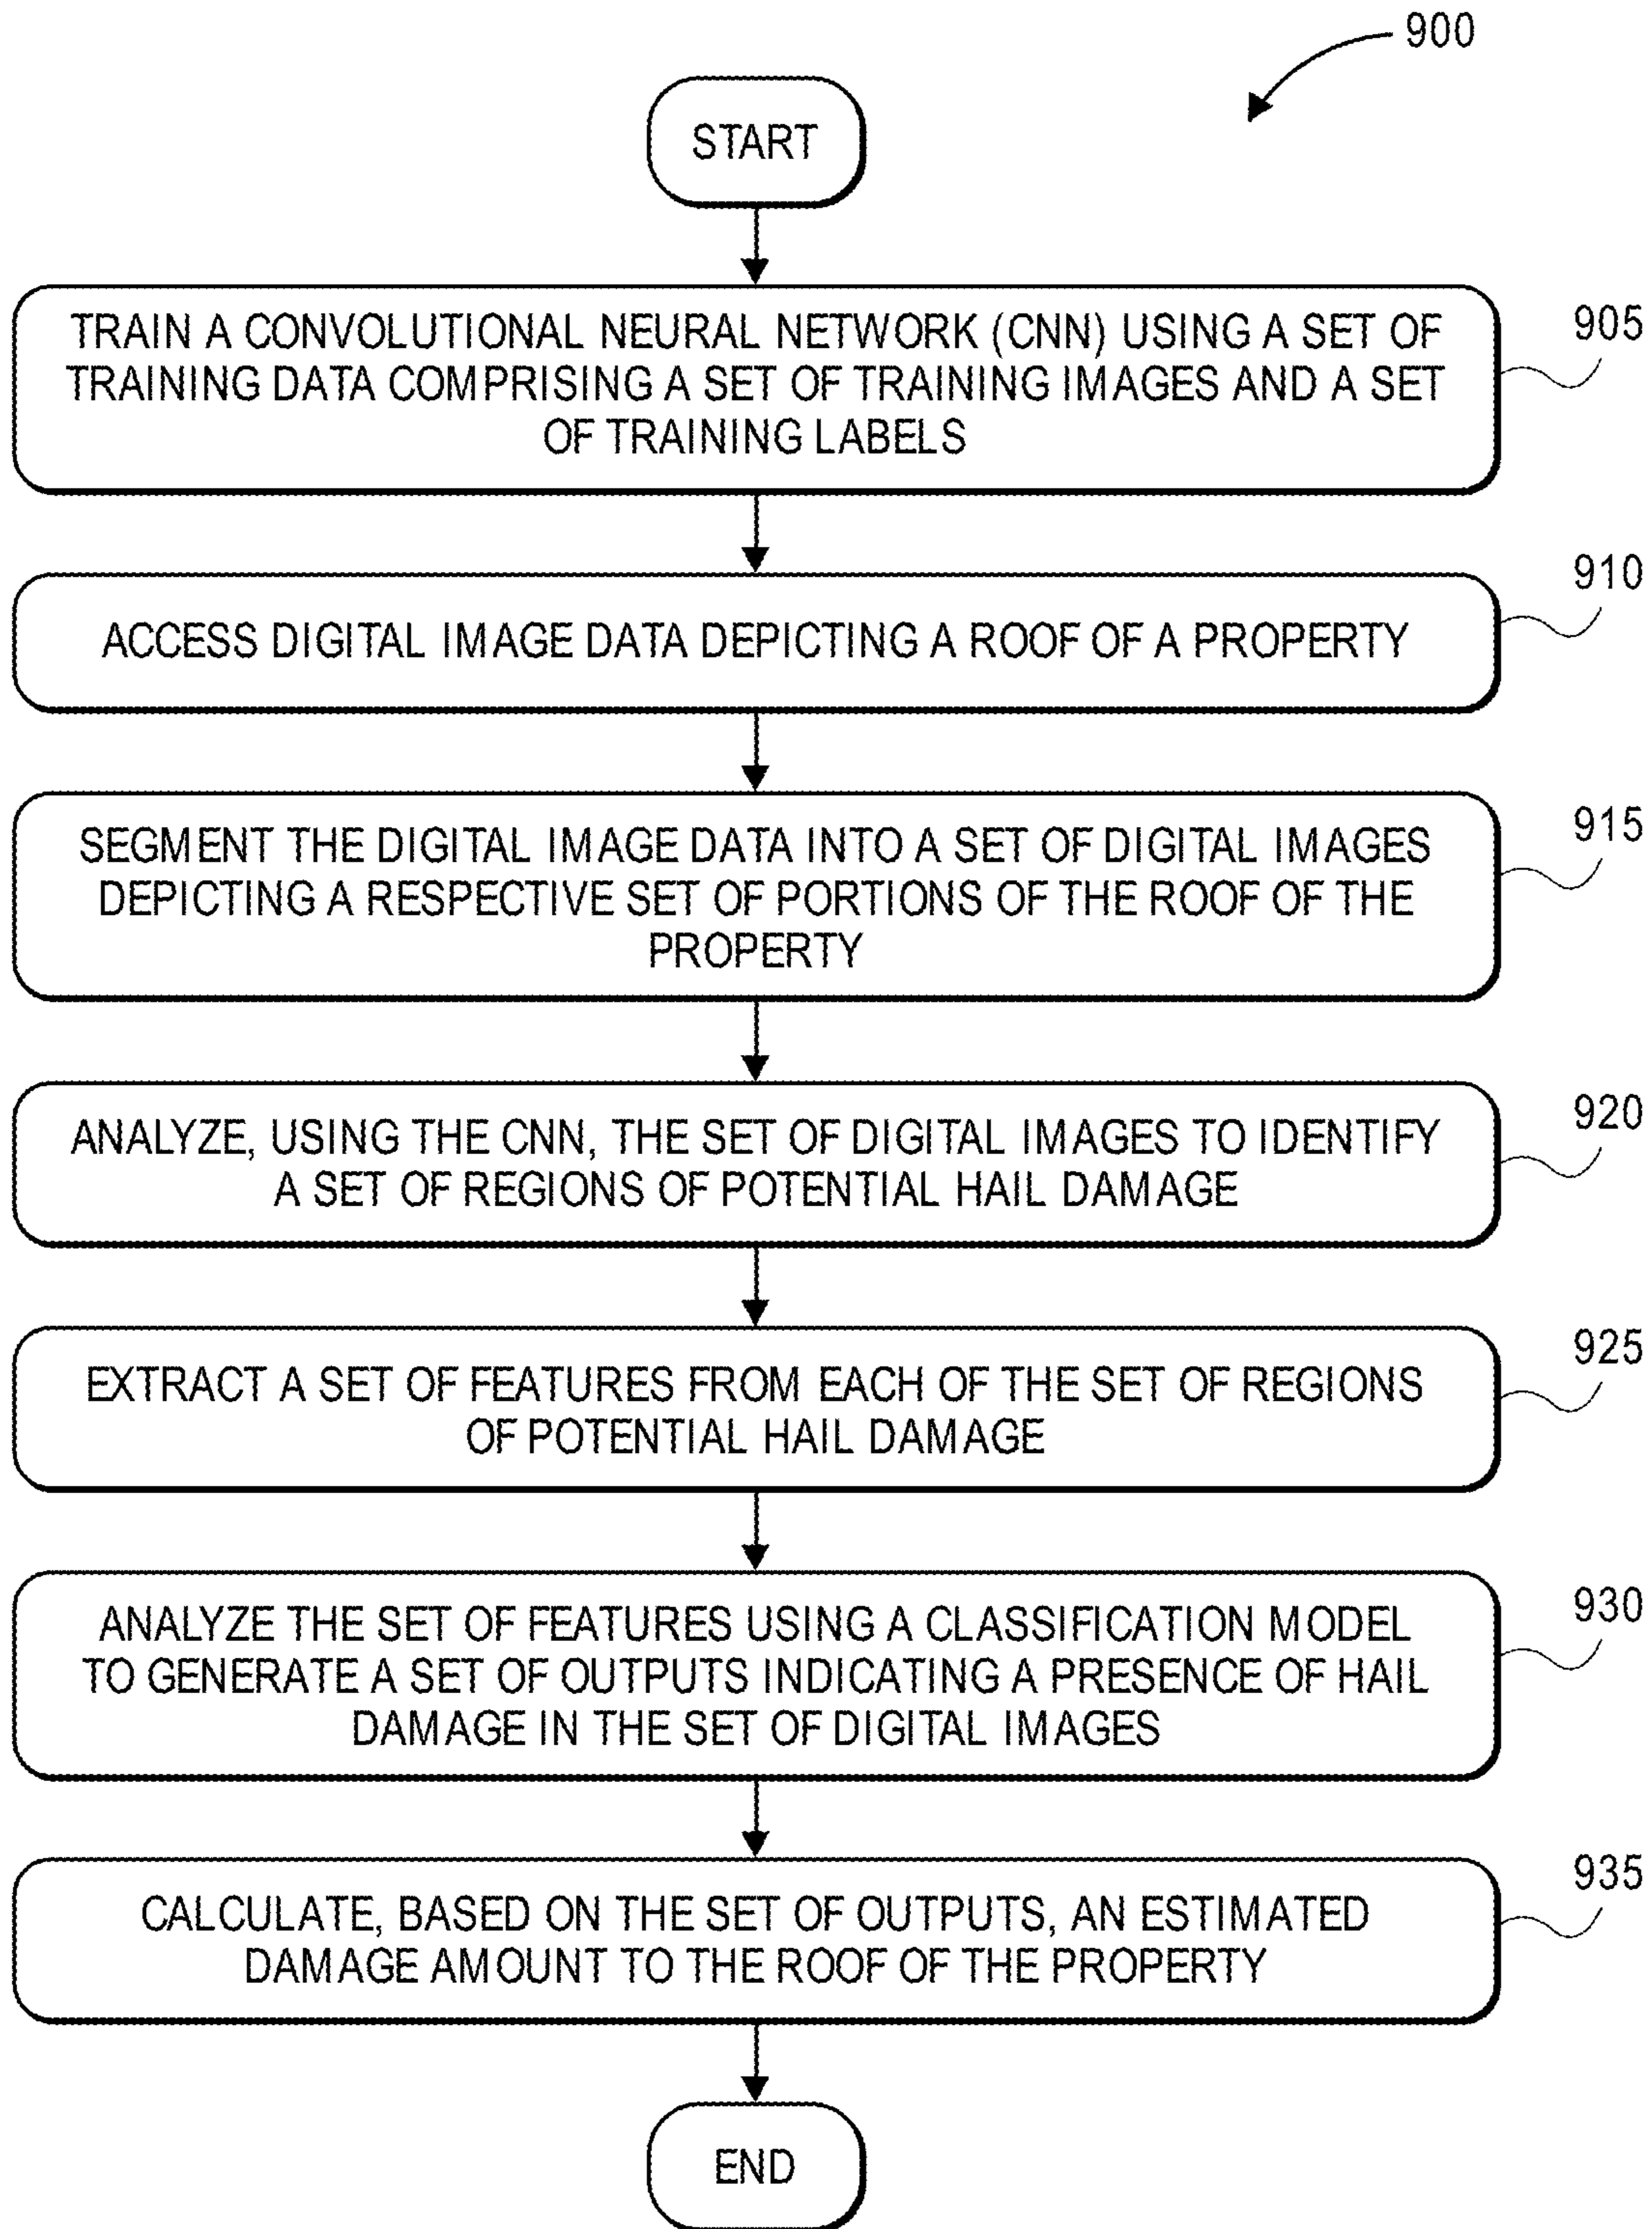 900
START
TRAIN A CONVOLUTIONAL NEURAL NETWORK (CNN) USING A SET OF
TRAINING DATA COMPRISING A SET OF TRAINING IMAGES AND A SET
OF TRAINING LABELS
905
ACCESS DIGITAL IMAGE DATA DEPICTING A ROOF OF A PROPERTY
910
SEGMENT THE DIGITAL IMAGE DATA INTO A SET OF DIGITAL IMAGES
DEPICTING A RESPECTIVE SET OF PORTIONS OF THE ROOF OF THE
PROPERTY
915
ANALYZE, USING THE CNN, THE SET OF DIGITAL IMAGES TO IDENTIFY
A SET OF REGIONS OF POTENTIAL HAIL DAMAGE
920
EXTRACT A SET OF FEATURES FROM EACH OF THE SET OF REGIONS
OF POTENTIAL HAIL DAMAGE
925
ANALYZE THE SET OF FEATURES USING A CLASSIFICATION MODEL
TO GENERATE A SET OF OUTPUTS INDICATING A PRESENCE OF HAIL
DAMAGE IN THE SET OF DIGITAL IMAGES
930
CALCULATE, BASED ON THE SET OF OUTPUTS, AN ESTIMATED
DAMAGE AMOUNT TO THE ROOF OF THE PROPERTY
935
END